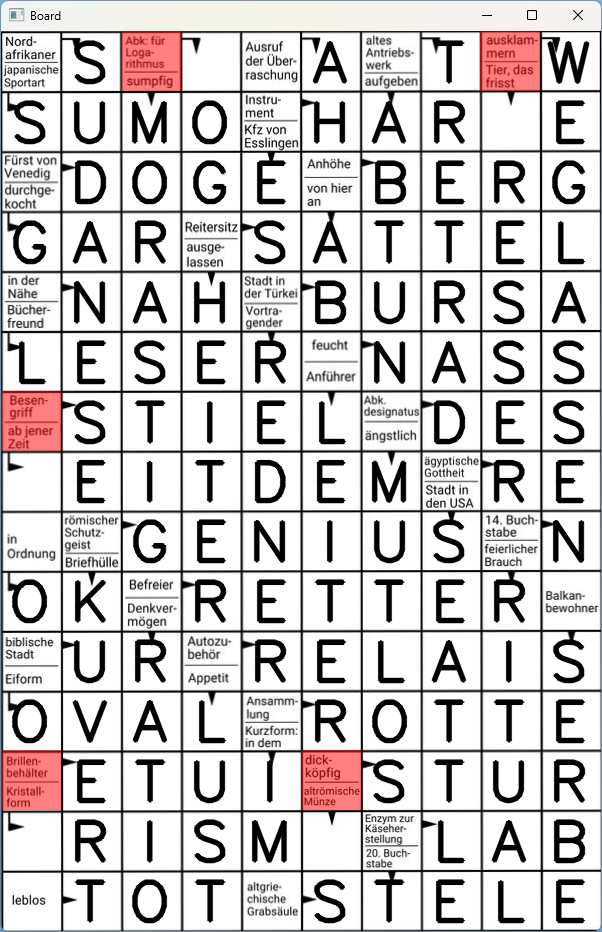 Board
Nord-
afrikaner
japanische
Sportart
S
Abk: für
Loga-
rithmus
sumpfig
Ausruf
der Über-
raschung
A
altes
Antriebs-
werk
aufgeben
T
ausklam-
mern
Tier, das
frisst
W
S U M O
Instru-
ment
Kfz von
Esslingen
H A R
E
Fürst von
Venedig
durchge-
kocht
D O G E
Anhöhe
von hier
an
B E R G
G A R
Reitersitz
ausge-
lassen
S A T T E L
in der
Nähe
Bücher-
freund
N A H
Stadt in
der Türkei
Vortra-
gender
B U R S A
L E S E R
feucht
Anführer
N A S S
Besen-
griff
ab jener
Zeit
S T I E L
Abk.
designatus
ängstlich
D E S
E I T D E M
ägyptische
Gottheit
Stadt in
den USA
R E
in
Ordnung
römischer
Schutz-
geist
Briefhülle
G E N I U S
14. Buch-
stabe
feierlicher
Brauch
N
O K
Befreier
Denkver-
mögen
R E T T E R
Balkan-
bewohner
biblische
Stadt
Eiform
U R
Autozu-
behör
Appetit
R E L A I S
O V A L
Ansamm-
lung
Kurzform:
in dem
R O T T E
Brillen-
behälter
Kristall-
form
E T U I
dick-
köpfig
altrömische
Münze
S T U R
R I S M
Enzym zur
Käseher-
stellung
20. Buch-
stabe
L A B
leblos
T O T
altgrie-
chische
Grabsäule
S T E L E